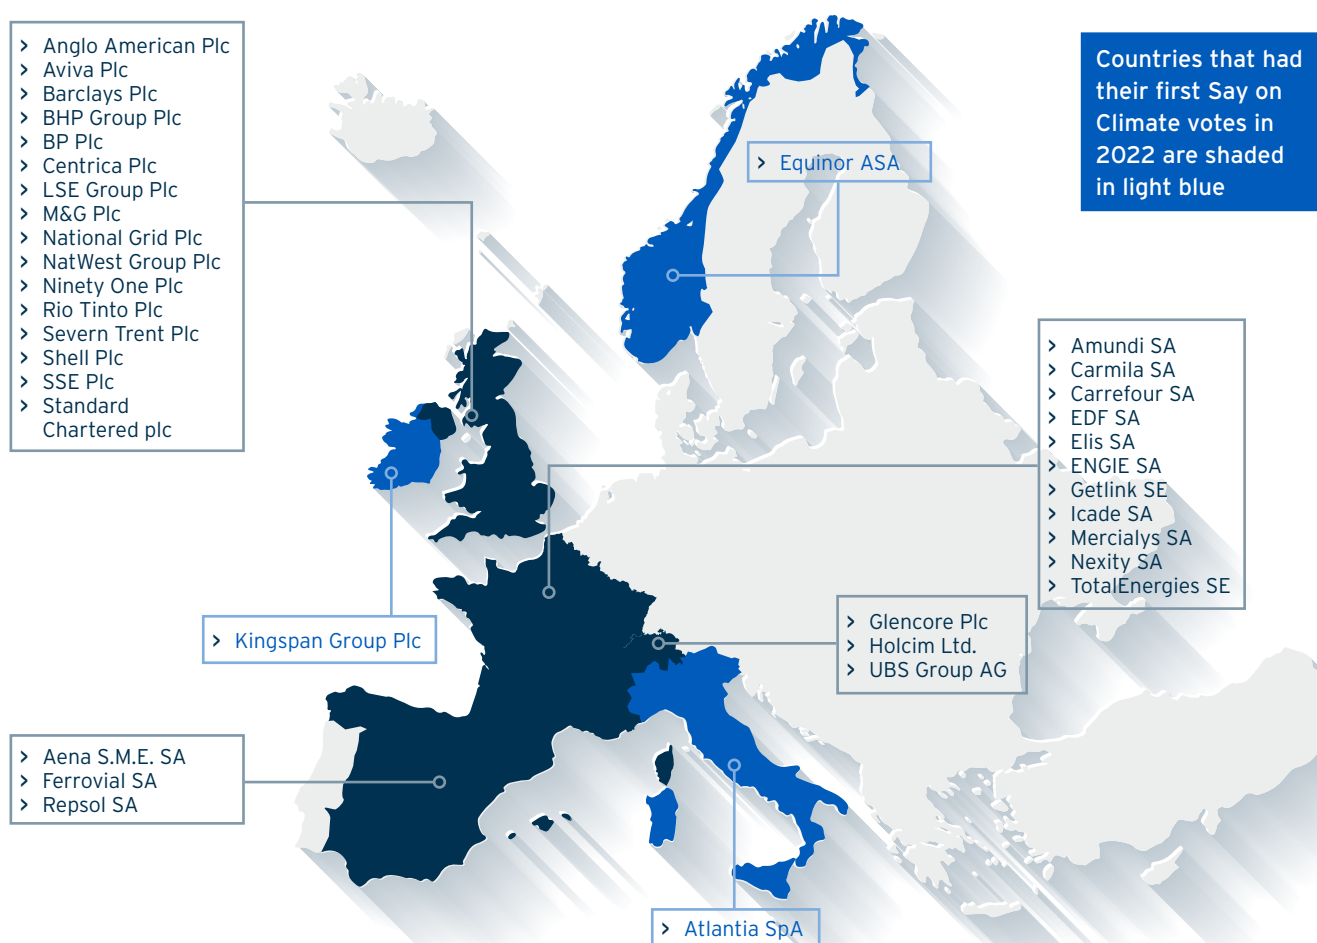 > Anglo American Plc
> Aviva Plc
> Barclays Plc
> BHP Group Plc
> BP Plc
> Centrica Plc
> LSE Group Plc
> M&G Plc
> National Grid Plc
> NatWest Group Plc
> Ninety One Plc
> Rio Tinto Plc
> Severn Trent Plc
> Shell Plc
> SSE Plc
> Standard
Chartered plc
Countries that had
their first Say on
Climate votes in
2022 are shaded
in light blue
> Equinor ASA
> Amundi SA
> Carmila SA
> Carrefour SA
> EDF SA
> Elis SA
> ENGIE SA
> Getlink SE
> Icade SA
> Mercialys SA
> Nexity SA
> TotalEnergies SE
> Kingspan Group Plc
> Glencore Plc
> Holcim Ltd.
> UBS Group AG
> Aena S.M.E. SA
> Ferrovial SA
> Repsol SA
> Atlantia SpA